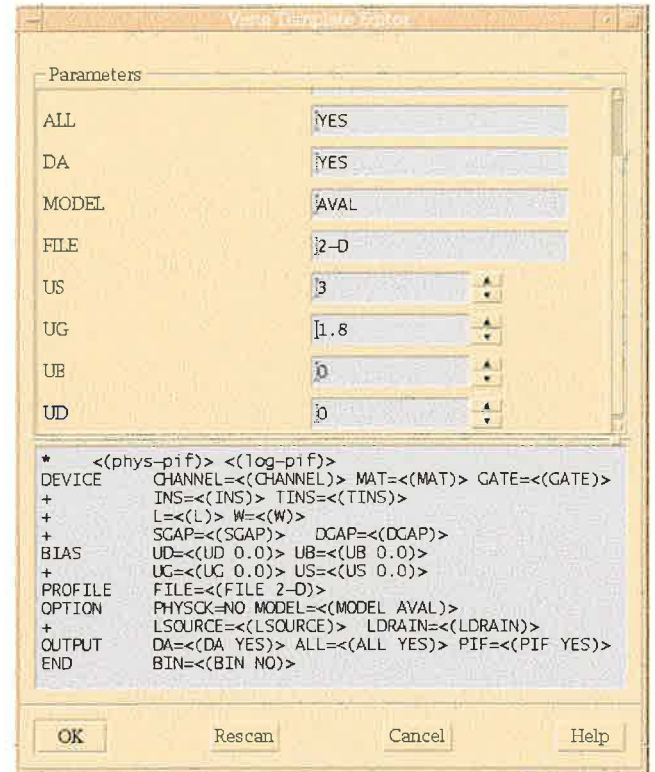 Template Editor
Parameters
ALL YES
DA YES
MODEL AVAL
FILE 2-D
US 3
UG 1.8
UB 0
UD 0
* <(phys-pif)> <(log-pif)>
DEVICE CHANNEL=<(CHANNEL)> MAT=<(MAT)> GATE=<(GATE)>
+ INS=<(INS)> TINS=<(TINS)>
+ L=<(L)> W=<(W)>
+ SGAP=<(SGAP)> DGAP=<(DGAP)>
BIAS UD=<(UD 0.0)> UB=<(UB 0.0)>
+ UG=<(UG 0.0)> US=<(US 0.0)>
PROFILE FILE=<(FILE 2-D)>
OPTION PHYSCK=NO MODEL=<(MODEL AVAL)>
+ LSOURCE=<(LSOURCE)> LDRAIN=<(LDRAIN)>
OUTPUT DA=<(DA YES)> ALL=<(ALL YES)> PIF=<(PIF YES)>
END BIN=<(BIN NO)>
OK Rescan Cancel Help